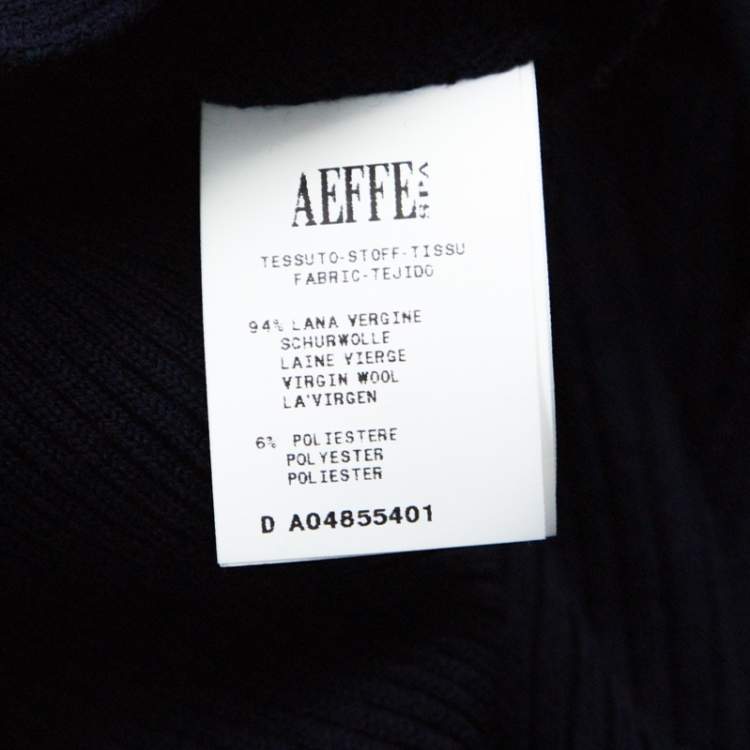 AEFFE SPA
TESSUTO-STOFF-TISSU
FABRIC-TEJIDO
94% LANA VERGINE
SCHURWOLLE
LAINE VIERGE
VIRGIN WOOL
LA'VIRGEN
6% POLIESTERE
POLYESTER
POLIESTER
D A04855401